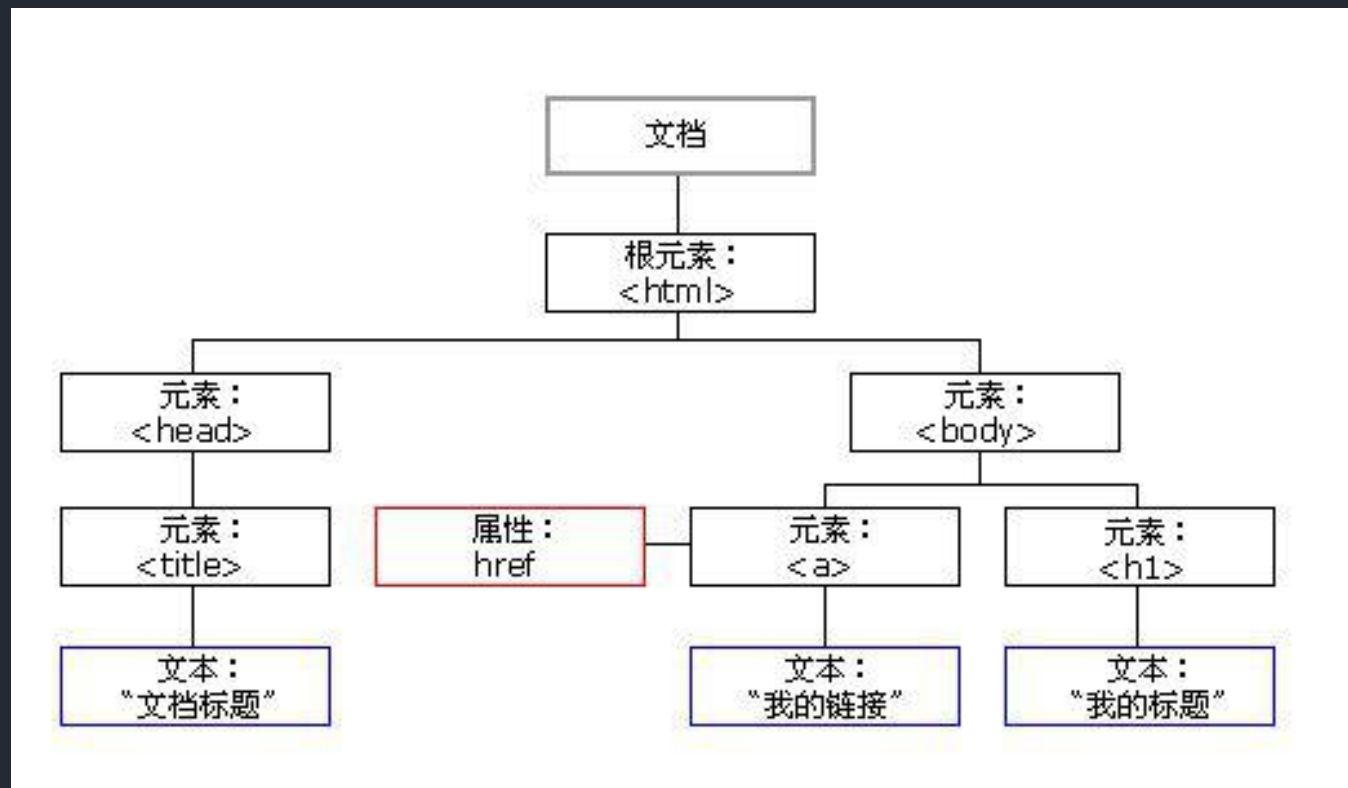 文档
根元素：
<html>
元素：
<head>
元素：
<body>
元素：
<title>
属性：
href
元素：
<a>
元素：
<h1>
文本：
“文档标题”
文本：
“我的链接”
文本：
“我的标题”